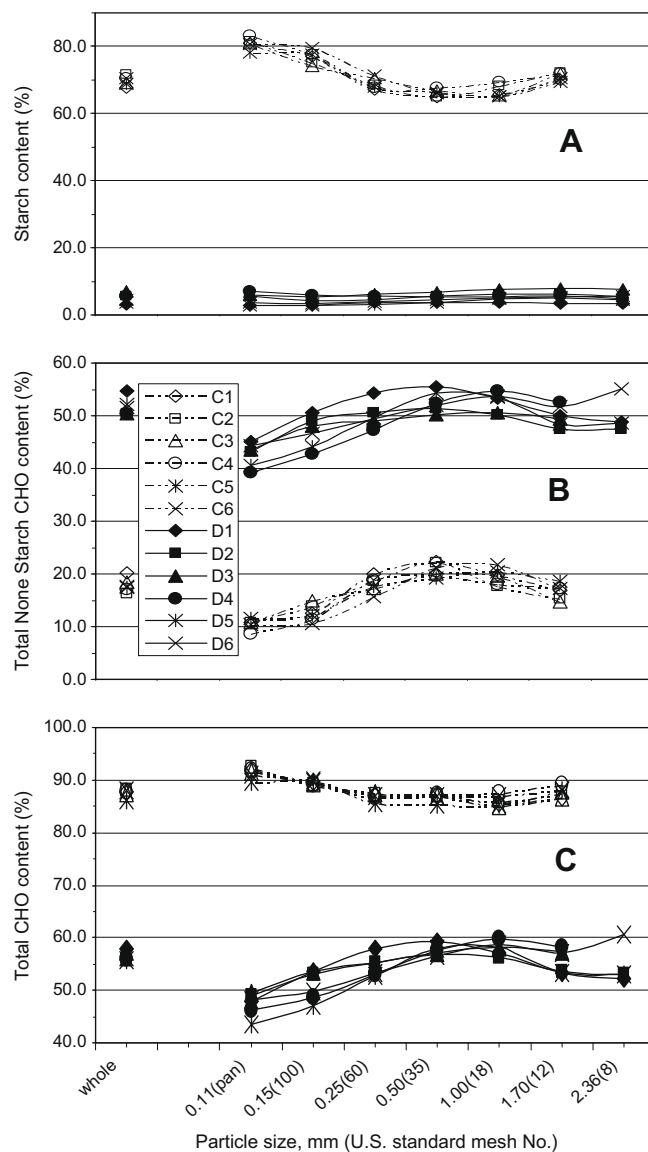 Starch content (%)
100.0
80.0
60.0
40.0
20.0
0.0
A
Total None Starch CHO content (%)
60.0
50.0
40.0
30.0
20.0
10.0
0.0
C1
C2
C3
C4
C5
C6
D1
D2
D3
D4
D5
D6
B
Total CHO content (%)
100.0
90.0
80.0
70.0
60.0
50.0
40.0
C
whole
0.11(pan)
0.15(100)
0.25(60)
0.50(35)
1.00(18)
1.70(12)
2.36(8)
Particle size, mm (U.S. standard mesh No.)